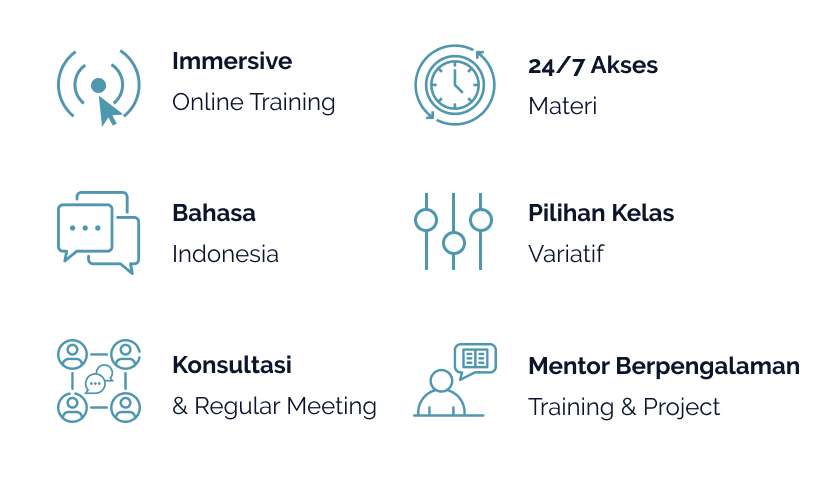 Immersive
Online Training
24/7 Akses
Materi
Bahasa
Indonesia
Pilihan Kelas
Variatif
Konsultasi
& Regular Meeting
Mentor Berpengalaman
Training & Project